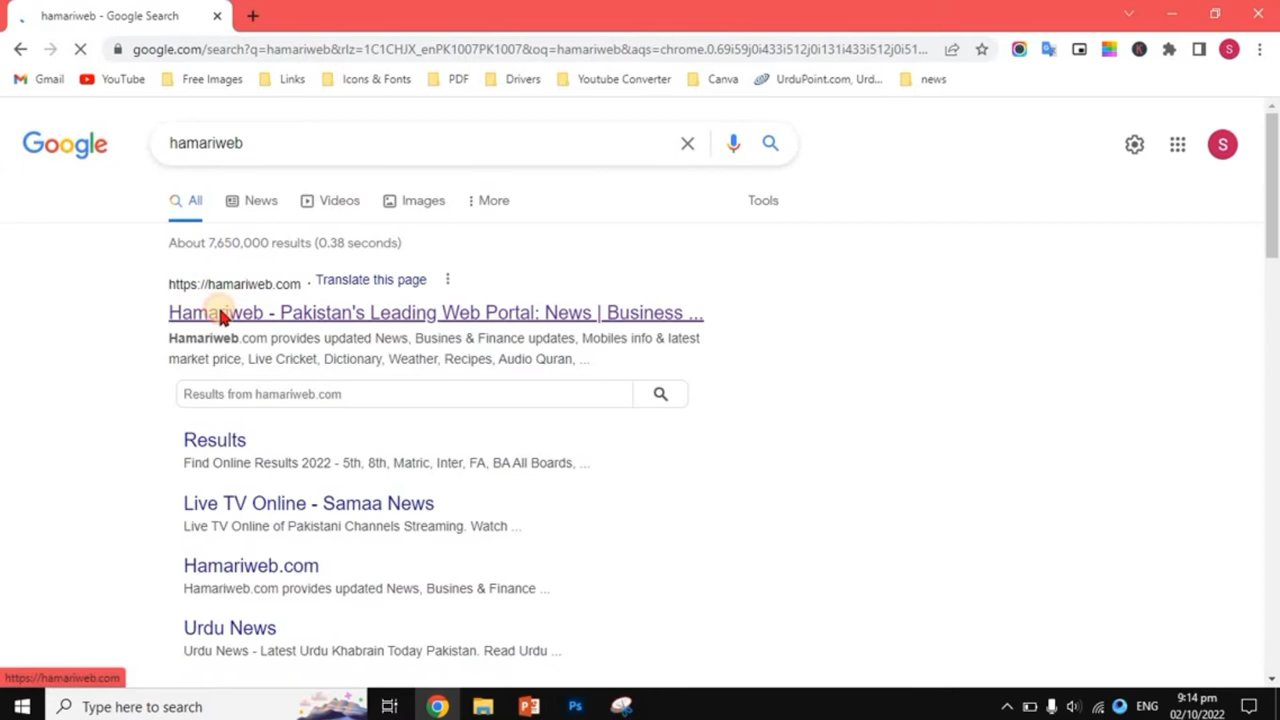 hamariweb - Google Search
google.com/search?q=hamariweb&rlz=1C1CHJX_enPK1007PK1007&oq=hamariweb&aqs=chrome.0.69i59j0i433i512j0i131i433i512j0i51...
S
Gmail YouTube Free Images Links Icons & Fonts PDF Drivers Youtube Converter Canva UrduPoint.com, Urd... news
Google
hamariweb
S
All News Videos Images More Tools
About 7,650,000 results (0.38 seconds)
https://hamariweb.com · Translate this page
Hamariweb - Pakistan's Leading Web Portal: News | Business ...
Hamariweb.com provides updated News, Busines & Finance updates, Mobiles info & latest
market price, Live Cricket, Dictionary, Weather, Recipes, Audio Quran, ...
Results from hamariweb.com
Results
Find Online Results 2022 - 5th, 8th, Matric, Inter, FA, BA All Boards, ...
Live TV Online - Samaa News
Live TV Online of Pakistani Channels Streaming. Watch ...
Hamariweb.com
Hamariweb.com provides updated News, Busines & Finance ...
Urdu News
Urdu News - Latest Urdu Khabrain Today Pakistan. Read Urdu ...
https://hamariweb.com
Type here to search
ENG
9:14 pm
02/10/2022